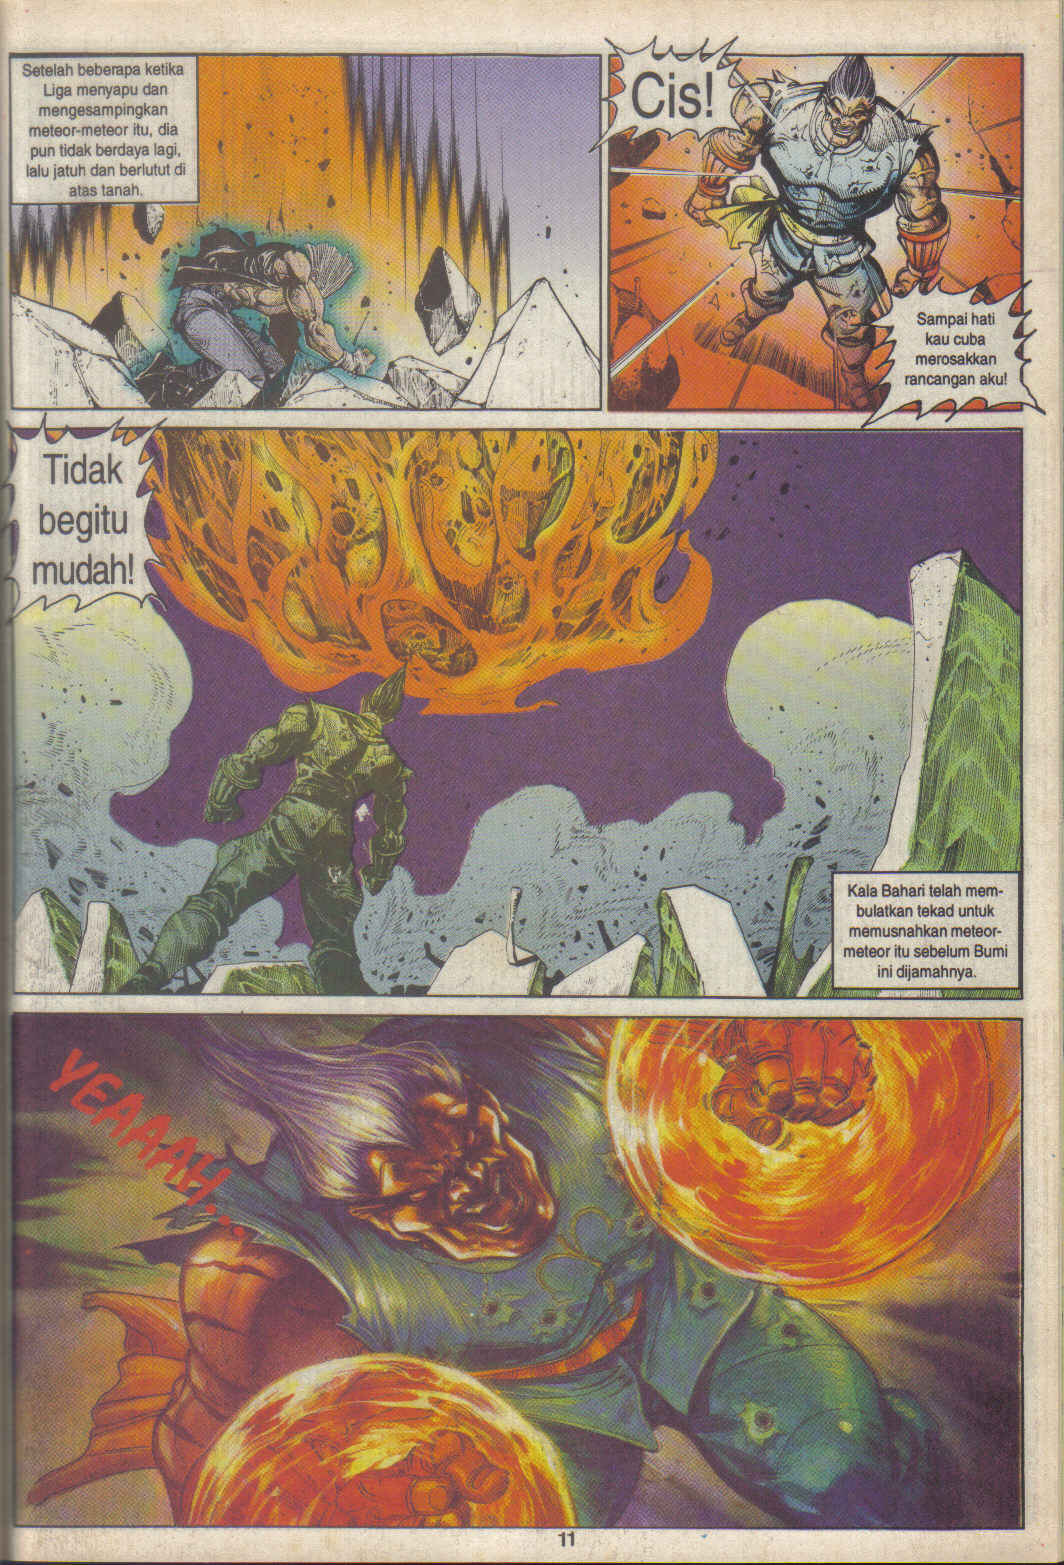 Setelah beberapa ketika
Liga menyapu dan
mengesampingkan
meteor-meteor itu, dia
pun tidak berdaya lagi,
lalu jatuh dan berlutut di
atas tanah.
Cis!
Sampai hati
kau cuba
merosakkan
rancangan aku!
Tidak
begitu
mudah!
Kala Bahari telah mem-
bulatkan tekad untuk
memusnahkan meteor-
meteor itu sebelum Bumi
ini dijamahnya.
YEAAAH...
11